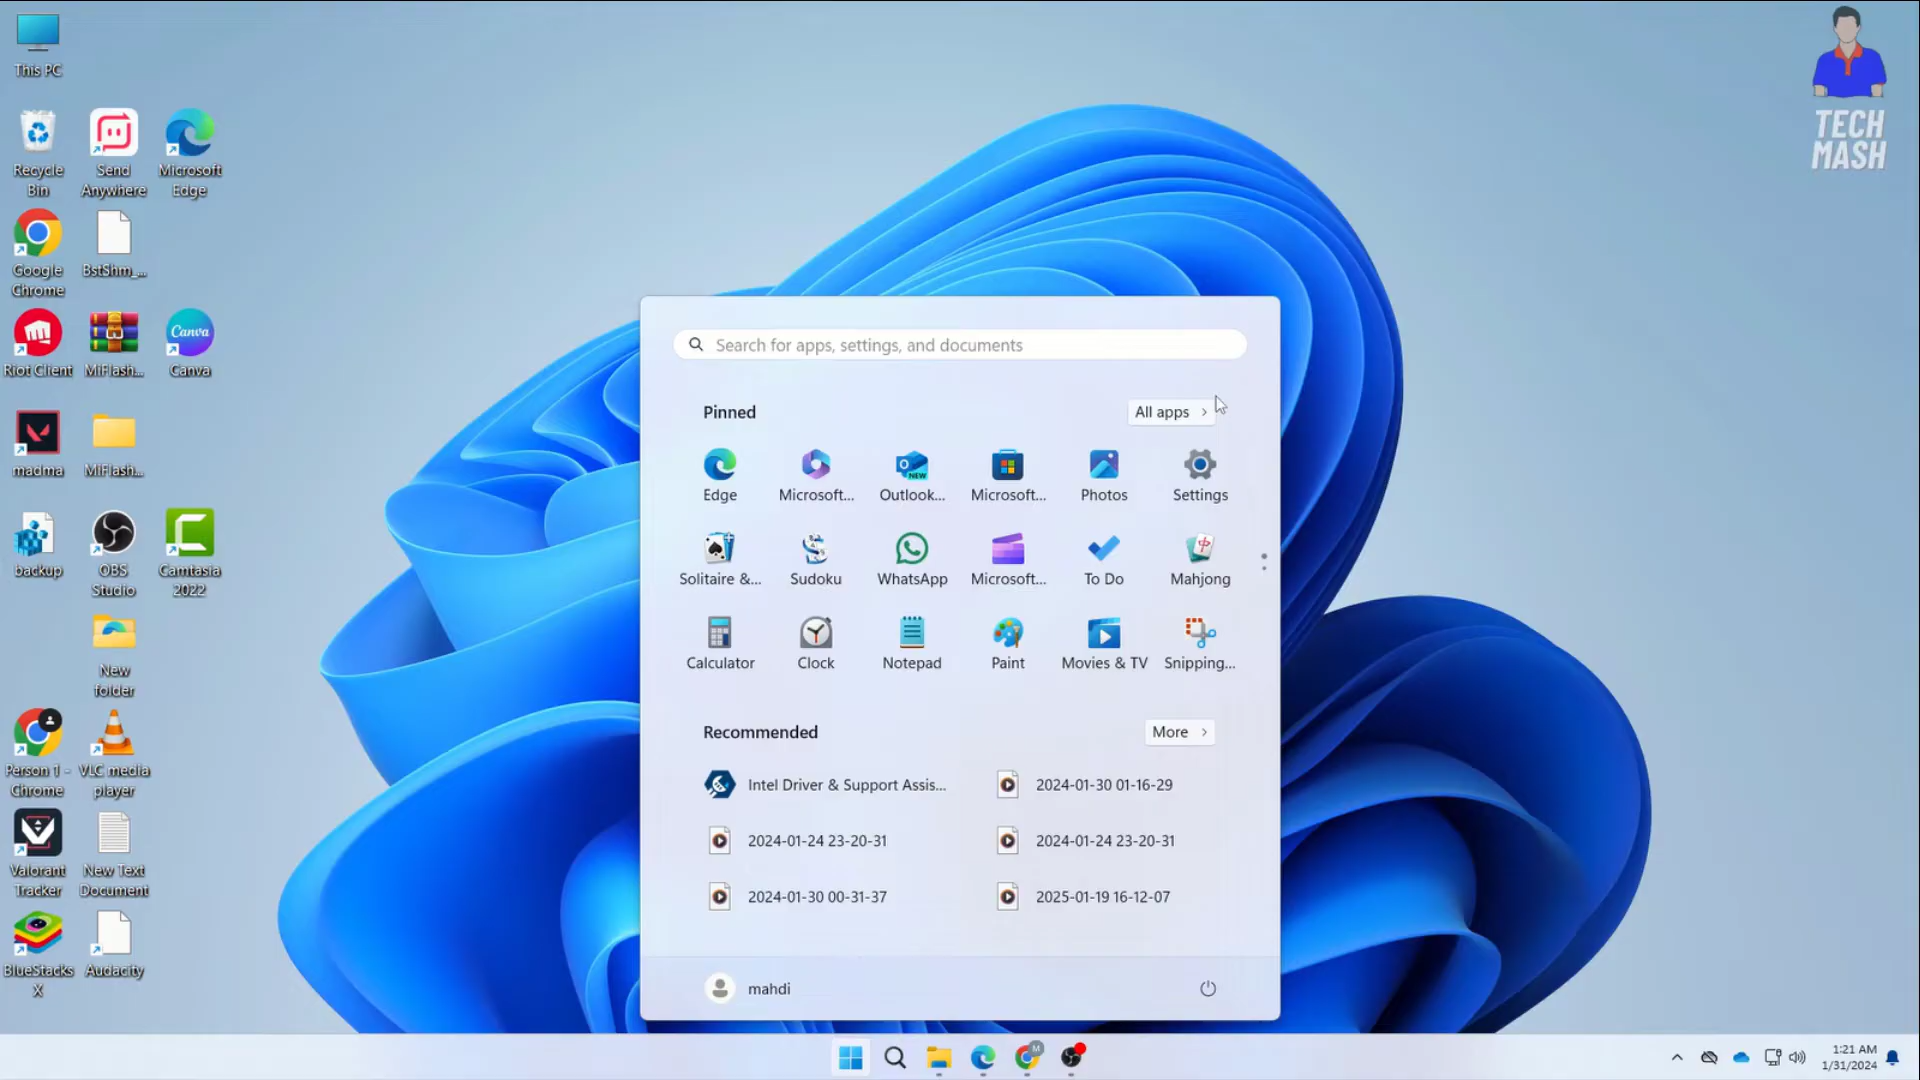 This PC
Recycle
Bin
Send
Anywhere
Microsoft
Edge
Google
Chrome
BstShm_...
Riot Client
MiFlash...
Canva
Canva
madma
MiFlash...
backup
OBS
Studio
Camtasia
2022
New
folder
Person 1 -
Chrome
VLC media
player
Valorant
Tracker
New Text
Document
BlueStacks
X
Audacity
TECH
MASH
Search for apps, settings, and documents
Pinned
All apps
Edge
Microsoft...
NEW
Outlook...
Microsoft...
Photos
Settings
Solitaire &...
Sudoku
WhatsApp
Microsoft...
To Do
Mahjong
Calculator
Clock
Notepad
Paint
Movies & TV
Snipping...
Recommended
More
Intel Driver & Support Assis...
2024-01-30 01-16-29
2024-01-24 23-20-31
2024-01-24 23-20-31
2024-01-30 00-31-37
2025-01-19 16-12-07
mahdi
M
1:21 AM
1/31/2024